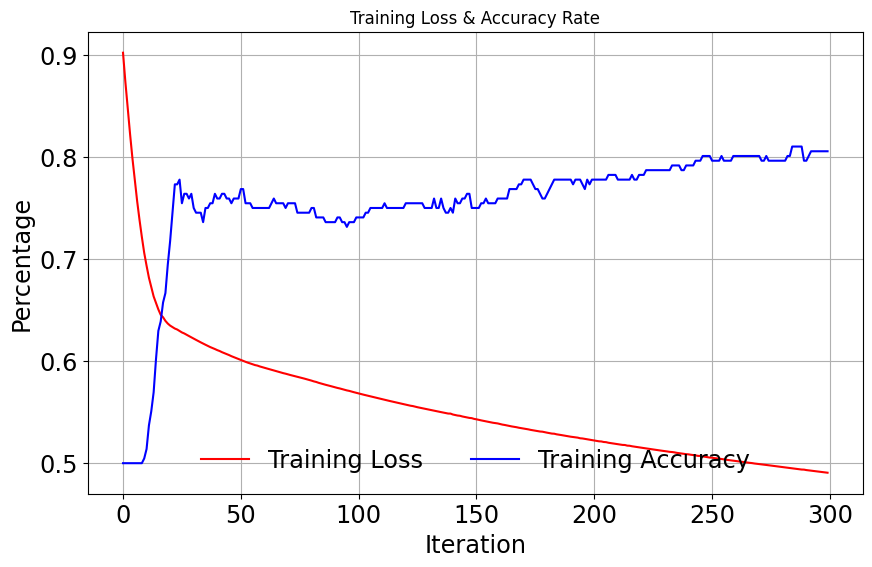 Training Loss & Accuracy Rate
0.9
0.8
0.7
0.6
0.5
Percentage
Training Loss Training Accuracy
0 50 100 150 200 250 300
Iteration